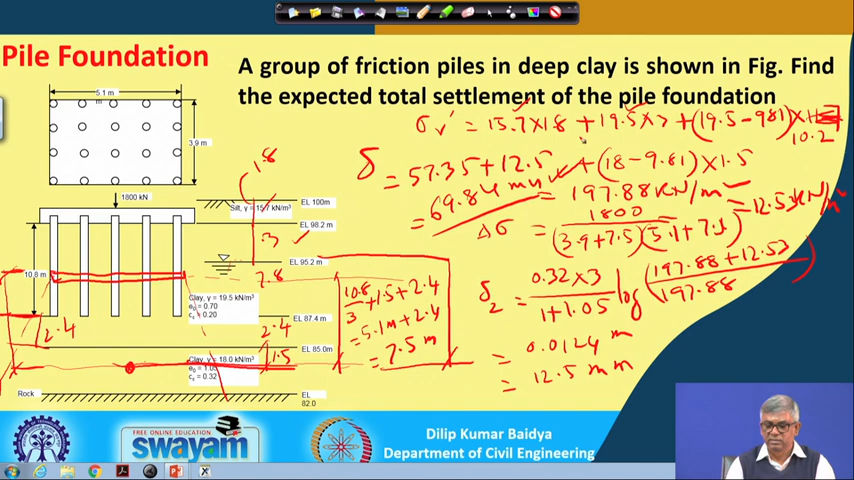 Pile Foundation
A group of friction piles in deep clay is shown in Fig. Find
the expected total settlement of the pile foundation
5.1
m
3.9 m
1800 kN
EL 100m
Silt, γ = 15.7 kN/m³
EL 98.2 m
EL 95.2 m
10.8 m
Clay, γ = 19.5 kN/m³
e₀ = 0.70
c = 0.20
EL 87.4 m
EL 85.0m
Clay, γ = 18.0 kN/m³
c = 0.32
Rock
EL
82.0
1.8
3
7.8
2.4
2.4
1.5
σv' = 15.7×1.8 + 19.5×3 + (19.5-9.81)×
10.2
+(18-9.81)×1.5
= 197.88 KN/m²
δ = 57.35+12.5
= 69.84 mm
Δσ = 1800/((3.9+7.5)(5.1+7.5)) = 12.53 KN/m²
δ₂ = (0.32×3)/(1+1.05) log((197.88+12.53)/197.88)
= 0.0124 m
= 12.5 mm
10.8/3 +1.5+2.4
= 5.1m+2.4
= 7.5 m
FREE ONLINE EDUCATION
swayam
Dilip Kumar Baidya
Department of Civil Engineering